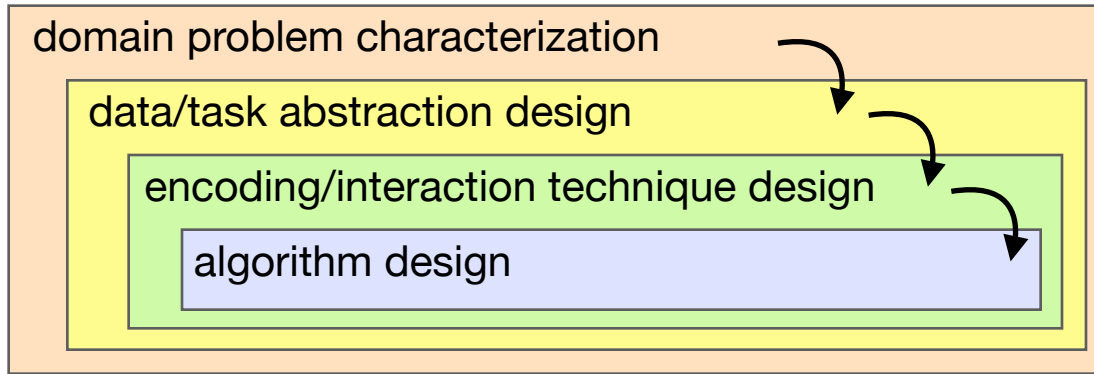 domain problem characterization
data/task abstraction design
encoding/interaction technique design
algorithm design